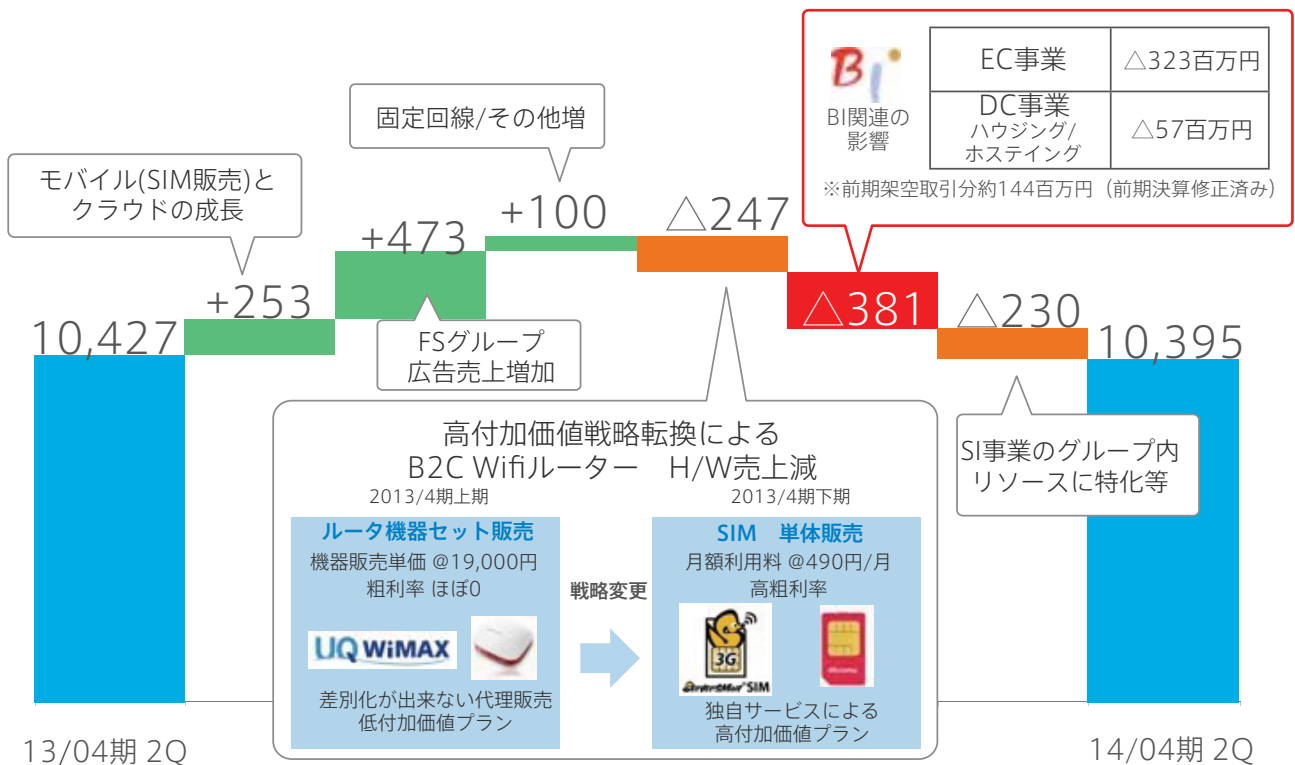 BI
BI関連の
影響
EC事業
△323百万円
DC事業
ハウジング/
ホステイング
△57百万円
※前期架空取引分約144百万円（前期決算修正済み）
固定回線/その他増
モバイル(SIM販売)と
クラウドの成長
10,427
+253
+473
+100
△247
△381
△230
10,395
FSグループ
広告売上増加
SI事業のグループ内
リソースに特化等
高付加価値戦略転換による
B2C Wifiルーター　H/W売上減
2013/4期上期
ルータ機器セット販売
機器販売単価 @19,000円
粗利率 ほぼ0
UQ WiMAX
差別化が出来ない代理販売
低付加価値プラン
戦略変更
2013/4期下期
SIM　単体販売
月額利用料 @490円/月
高粗利率
3G
ServersMan SIM
独自サービスによる
高付加価値プラン
13/04期 2Q
14/04期 2Q